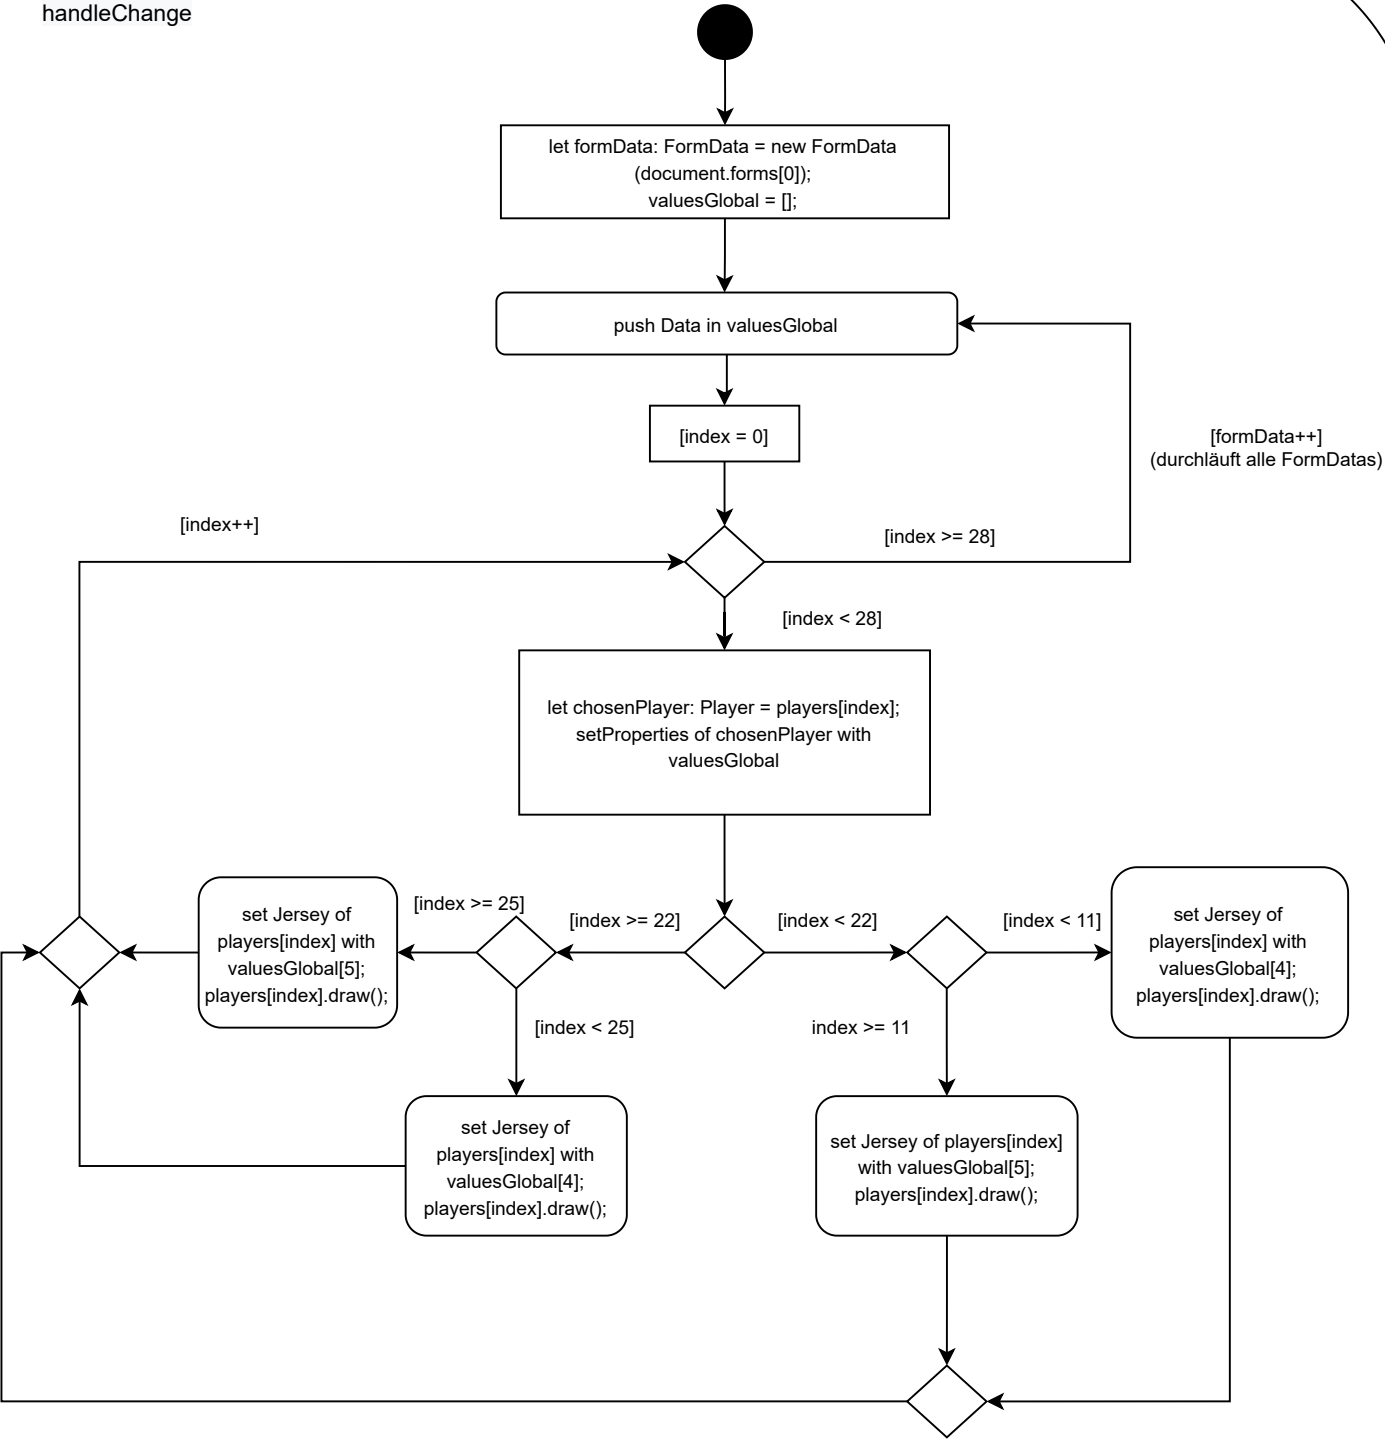 handleChange
let formData: FormData = new FormData
(document.forms[0]);
valuesGlobal = [];
push Data in valuesGlobal
[index = 0]
[formData++]
(durchläuft alle FormDatas)
[index++]
[index >= 28]
[index < 28]
let chosenPlayer: Player = players[index];
setProperties of chosenPlayer with
valuesGlobal
set Jersey of
players[index] with
valuesGlobal[5];
players[index].draw();
[index >= 25]
[index >= 22]
[index < 22]
[index < 11]
set Jersey of
players[index] with
valuesGlobal[4];
players[index].draw();
[index < 25]
index >= 11
set Jersey of
players[index] with
valuesGlobal[4];
players[index].draw();
set Jersey of players[index]
with valuesGlobal[5];
players[index].draw();